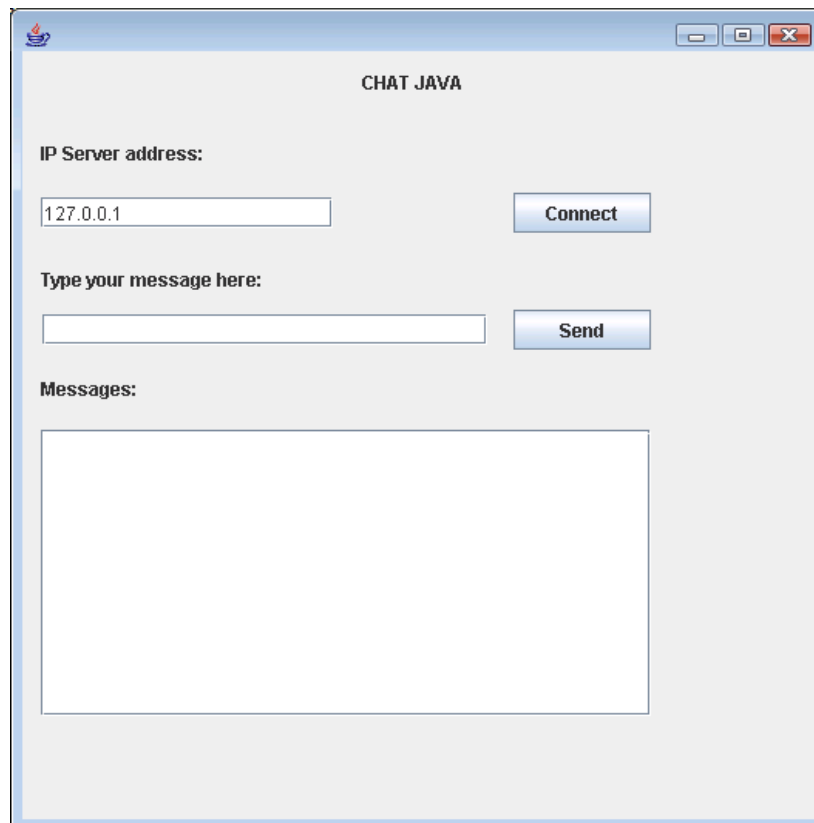 CHAT JAVA
IP Server address:
127.0.0.1
Connect
Type your message here:
Send
Messages: